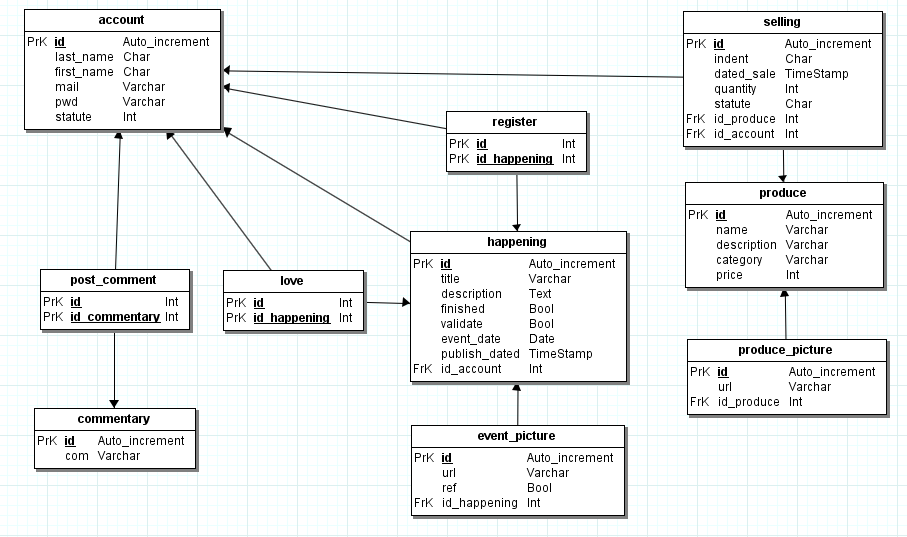 account
PrK id Auto_increment
last_name Char
first_name Char
mail Varchar
pwd Varchar
statute Int
selling
PrK id Auto_increment
indent Char
dated_sale TimeStamp
quantity Int
statute Char
FrK id_produce Int
FrK id_account Int
register
PrK id Int
PrK id_happening Int
produce
PrK id Auto_increment
name Varchar
description Varchar
category Varchar
price Int
happening
PrK id Auto_increment
title Varchar
description Text
finished Bool
validate Bool
event_date Date
publish_dated TimeStamp
FrK id_account Int
post_comment
PrK id Int
PrK id_commentary Int
love
PrK id Int
PrK id_happening Int
produce_picture
PrK id Auto_increment
url Varchar
FrK id_produce Int
commentary
PrK id Auto_increment
com Varchar
event_picture
PrK id Auto_increment
url Varchar
ref Bool
FrK id_happening Int